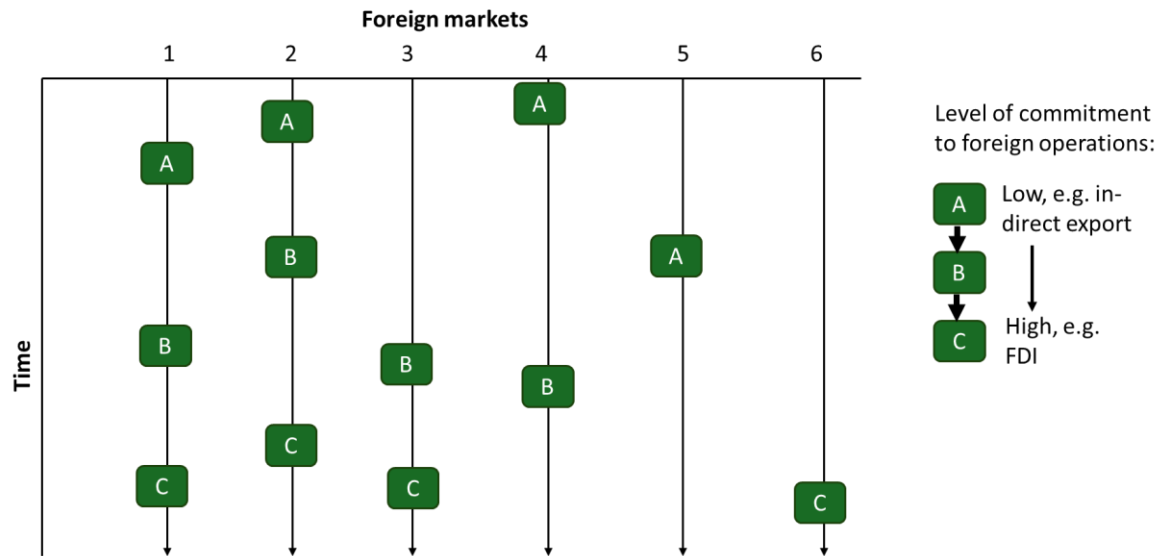 Foreign markets
1 2 3 4 5 6
A
A
A
B
A
B
B
B
C
C
C
C
Time
Level of commitment
to foreign operations:
A
Low, e.g. in-
direct export
B
C
High, e.g.
FDI